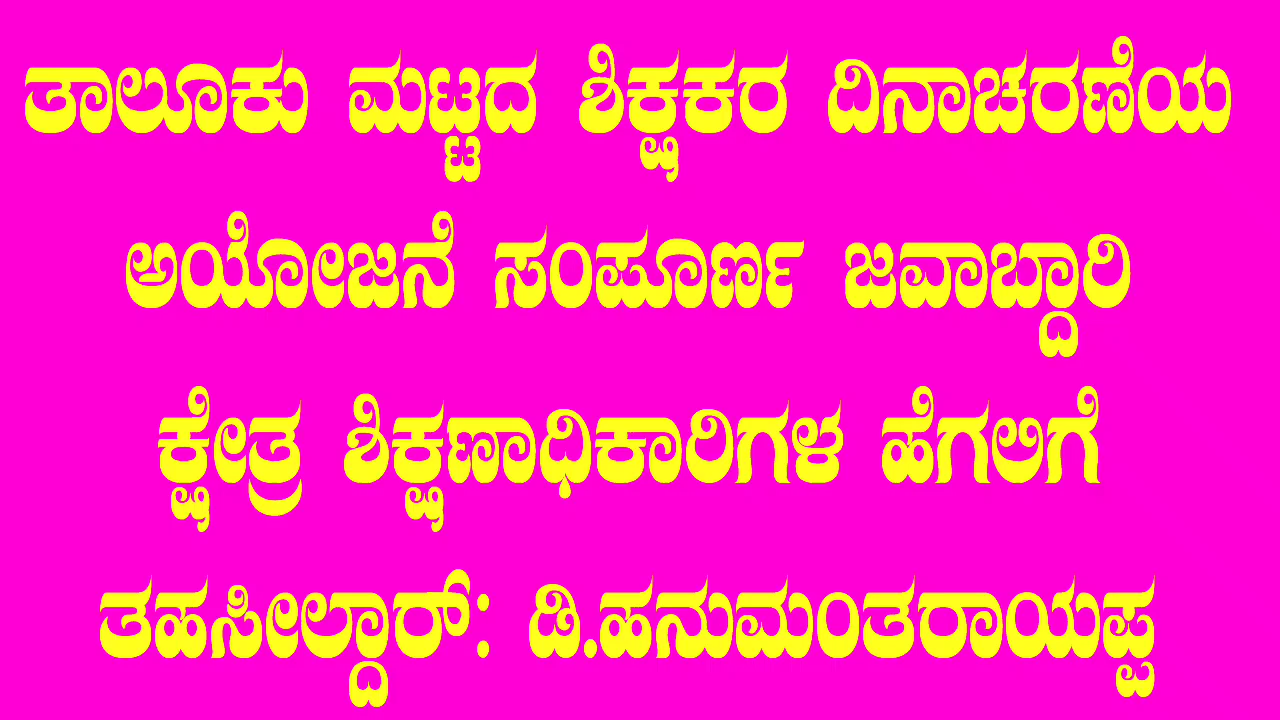 ತಾಲೂಕು ಮಟ್ಟದ ಶಿಕ್ಷಕರ ದಿನಾಚರಣೆಯ
ಅಯೋಜನೆ ಸಂಪೂರ್ಣ ಜವಾಬ್ದಾರಿ
ಕ್ಷೇತ್ರ ಶಿಕ್ಷಣಾಧಿಕಾರಿಗಳ ಹೆಗಲಿಗೆ
ತಹಸೀಲ್ದಾರ್: ಡಿ.ಹನುಮಂತರಾಯಪ್ಪ